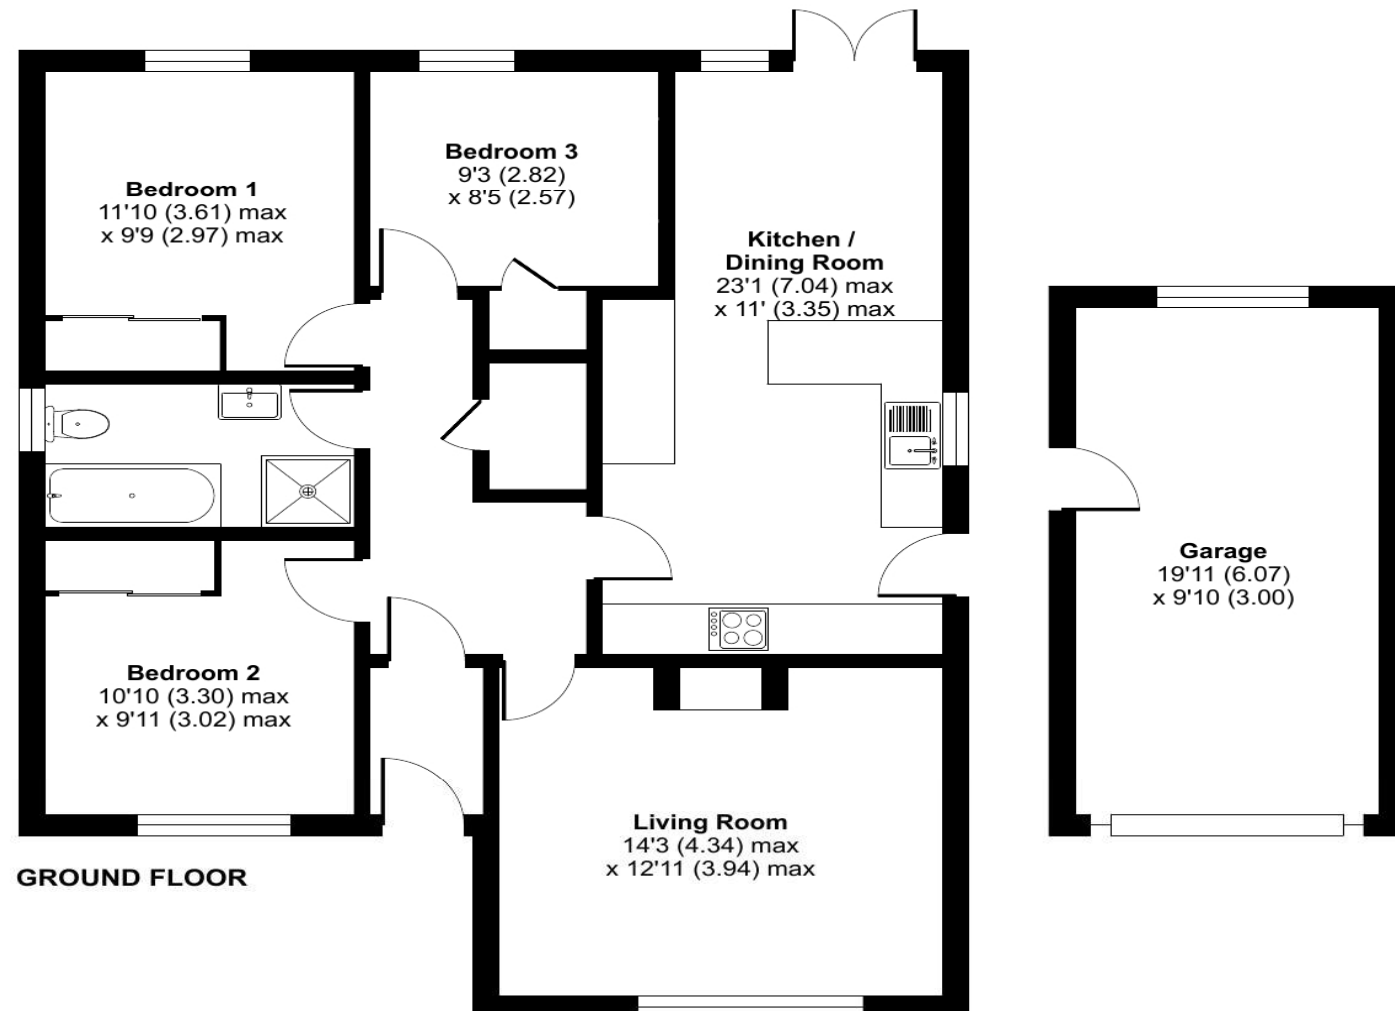 Bedroom 1
11'10 (3.61) max
x 9'9 (2.97) max
Bedroom 3
9'3 (2.82)
x 8'5 (2.57)
Kitchen /
Dining Room
23'1 (7.04) max
x 11' (3.35) max
Garage
19'11 (6.07)
x 9'10 (3.00)
Bedroom 2
10'10 (3.30) max
x 9'11 (3.02) max
Living Room
14'3 (4.34) max
x 12'11 (3.94) max
GROUND FLOOR